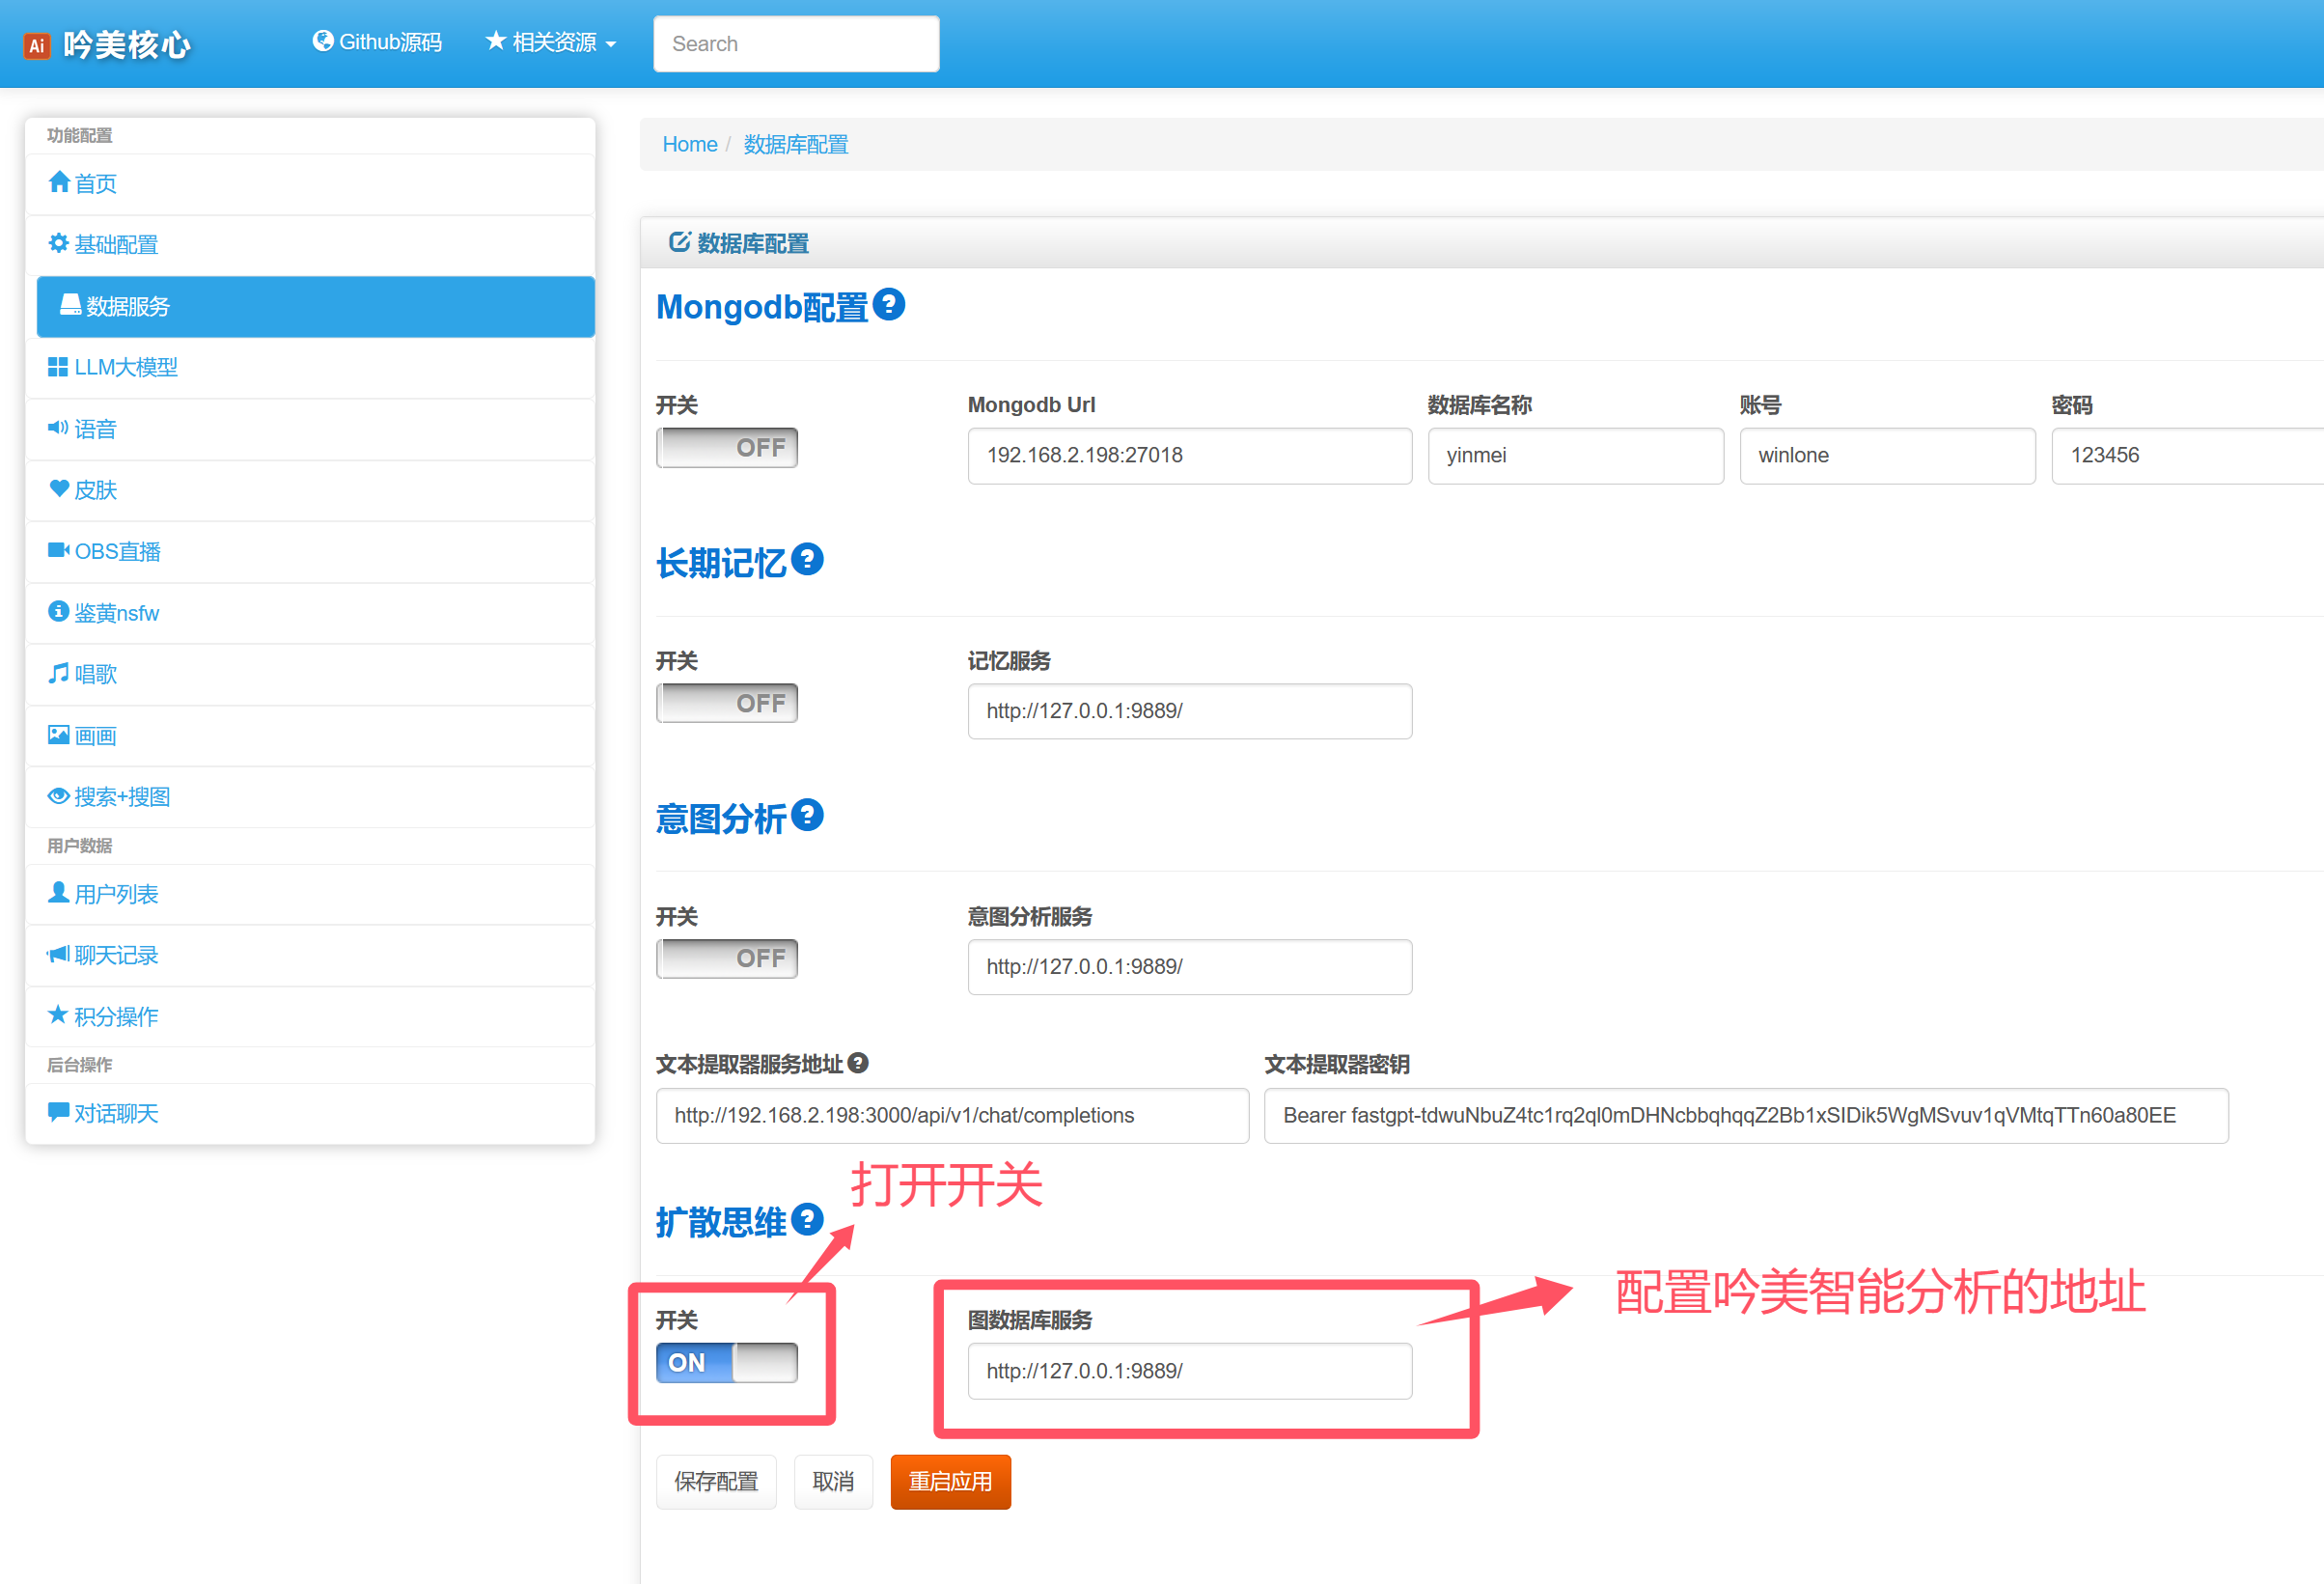 Ai 吟美核心 Github源码 相关资源 Search
功能配置
首页
基础配置
数据服务
LLM大模型
语音
皮肤
OBS直播
鉴黄nsfw
唱歌
画画
搜索+搜图
用户数据
用户列表
聊天记录
积分操作
后台操作
对话聊天
Home / 数据库配置
数据库配置
Mongodb配置?
开关 Mongodb Url 数据库名称 账号 密码
OFF 192.168.2.198:27018 yinmei winlone 123456
长期记忆?
开关 记忆服务
OFF http://127.0.0.1:9889/
意图分析?
开关 意图分析服务
OFF http://127.0.0.1:9889/
文本提取器服务地址? 文本提取器密钥
http://192.168.2.198:3000/api/v1/chat/completions Bearer fastgpt-tdwuNbuZ4tc1rq2ql0mDHNcbbqhqqZ2Bb1xSIDik5WgMSvuv1qVMtqTTn60a80EE
打开开关
扩散思维?
配置吟美智能分析的地址
开关 图数据库服务
ON http://127.0.0.1:9889/
保存配置 取消 重启应用